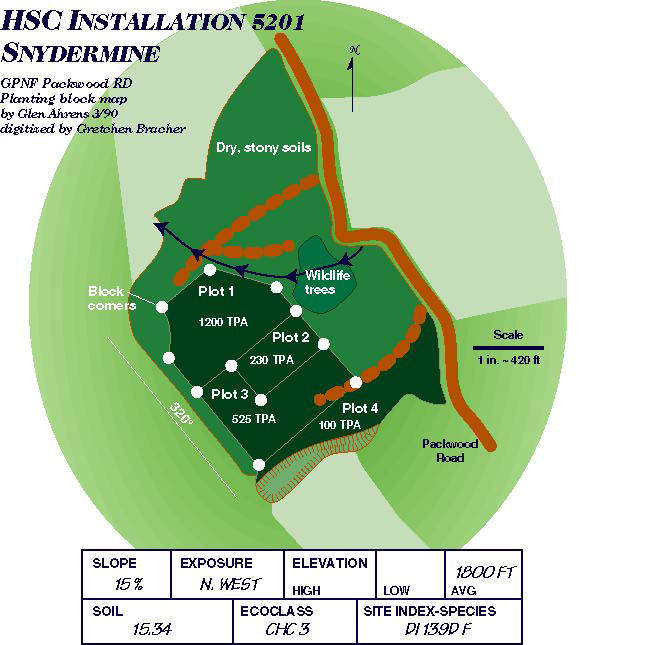 HSC INSTALLATION 5201
SNYDERMINE
GPNF Packwood RD
Planting block map
by Glen Ahrens 3/90
digitized by Gretchen Bracher
N
Dry, stony soils
Wildlife
trees
Block
corners
Plot 1
1200 TPA
Plot 2
230 TPA
Plot 3
525 TPA
Plot 4
100 TPA
320°
Scale
1 in. ~ 420 ft
Packwood
Road
SLOPE
15 %
EXPOSURE
N. WEST
ELEVATION
HIGH
LOW
1800 FT
AVG
SOIL
15,34
ECOCLASS
CHC 3
SITE INDEX-SPECIES
DI 139D F